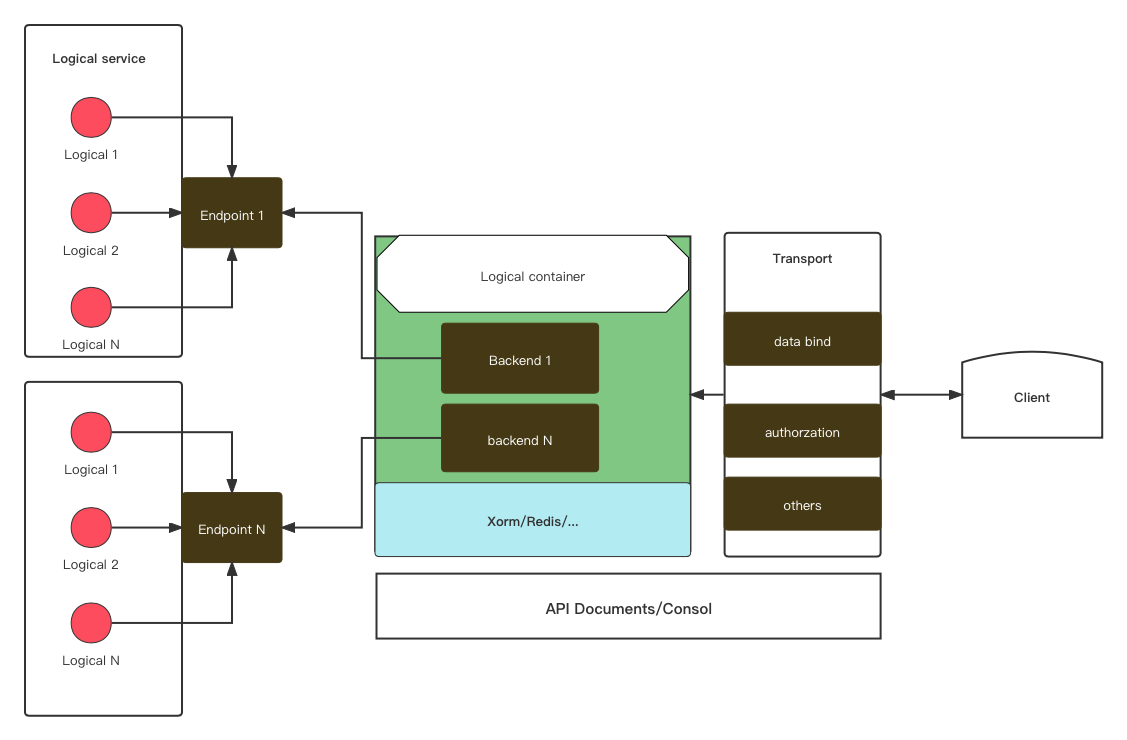 Logical service
Logical 1
Logical 2
Logical N
Endpoint 1
Logical 1
Logical 2
Logical N
Endpoint N
Logical container
Backend 1
backend N
Xorm/Redis/...
Transport
data bind
authorzation
others
Client
API Documents/Consol